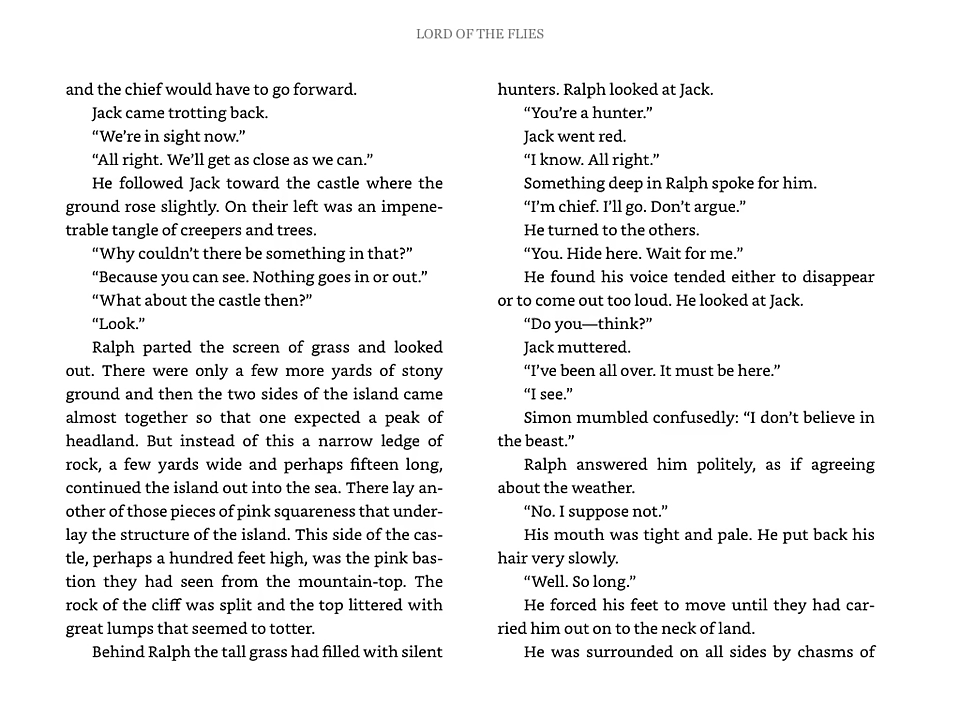 LORD OF THE FLIES
and the chief would have to go forward.
Jack came trotting back.
“We’re in sight now.”
“All right. We’ll get as close as we can.”
He followed Jack toward the castle where the
ground rose slightly. On their left was an impene-
trable tangle of creepers and trees.
“Why couldn’t there be something in that?”
“Because you can see. Nothing goes in or out.”
“What about the castle then?”
“Look.”
Ralph parted the screen of grass and looked
out. There were only a few more yards of stony
ground and then the two sides of the island came
almost together so that one expected a peak of
headland. But instead of this a narrow ledge of
rock, a few yards wide and perhaps fifteen long,
continued the island out into the sea. There lay an-
other of those pieces of pink squareness that under-
lay the structure of the island. This side of the cas-
tle, perhaps a hundred feet high, was the pink bas-
tion they had seen from the mountain-top. The
rock of the cliff was split and the top littered with
great lumps that seemed to totter.
Behind Ralph the tall grass had filled with silent
hunters. Ralph looked at Jack.
“You’re a hunter.”
Jack went red.
“I know. All right.”
Something deep in Ralph spoke for him.
“I’m chief. I’ll go. Don’t argue.”
He turned to the others.
“You. Hide here. Wait for me.”
He found his voice tended either to disappear
or to come out too loud. He looked at Jack.
“Do you—think?”
Jack muttered.
“I’ve been all over. It must be here.”
“I see.”
Simon mumbled confusedly: “I don’t believe in
the beast.”
Ralph answered him politely, as if agreeing
about the weather.
“No. I suppose not.”
His mouth was tight and pale. He put back his
hair very slowly.
“Well. So long.”
He forced his feet to move until they had car-
ried him out on to the neck of land.
He was surrounded on all sides by chasms of